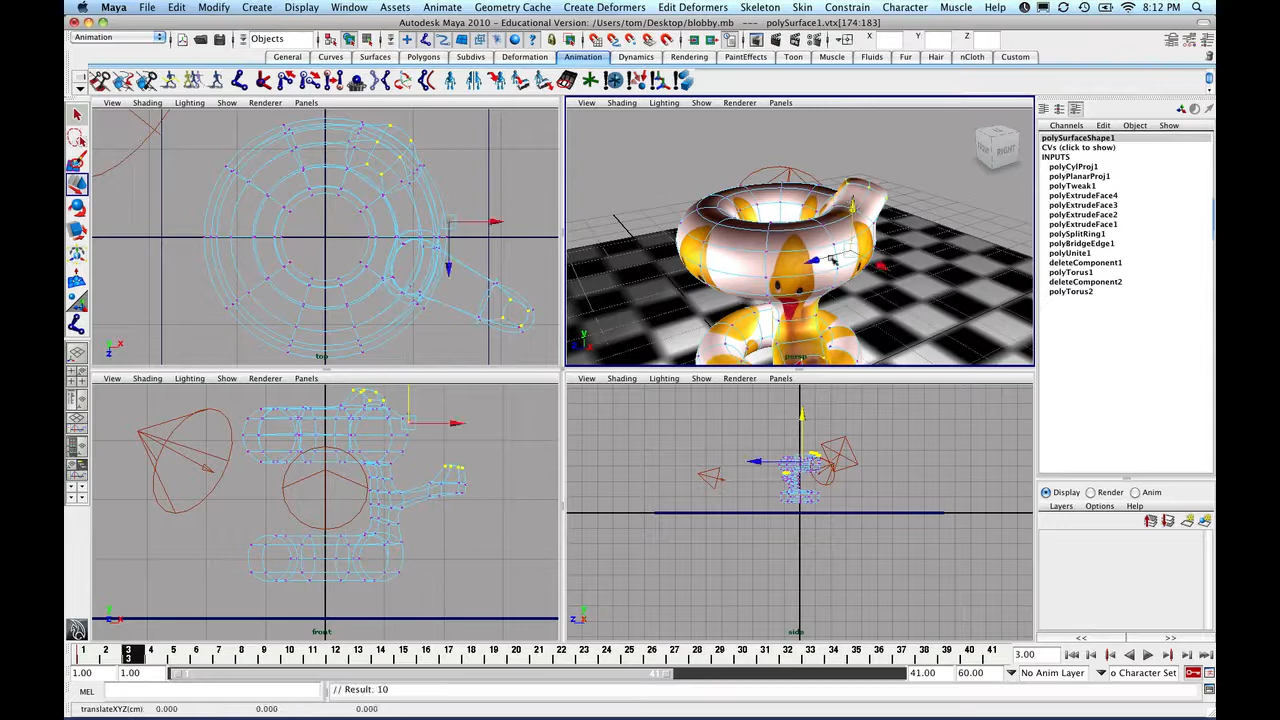 Maya File Edit Modify Create Display Window Assets Animate Geometry Cache Create Deformers Edit Deformers Skeleton Skin Constrain Character Muscle Help 8:12 PM
Autodesk Maya 2010 - Educational Version: /Users/tom/Desktop/blobby.mb --- polySurface1.vtx[174:183]
Animation Objects X: Y: Z:
General Curves Surfaces Polygons Subdivs Deformation Animation Dynamics Rendering PaintEffects Toon Muscle Fluids Fur Hair nCloth Custom
View Shading Lighting Show Renderer Panels
View Shading Lighting Show Renderer Panels
Channels Edit Object Show
polySurfaceShape1
CVs (click to show)
INPUTS
polyCylProj1
polyPlanarProj1
polyTweak1
polyExtrudeFace4
polyExtrudeFace3
polyExtrudeFace2
polyExtrudeFace1
polySplitRing1
polyBridgeEdge1
polyUnite1
deleteComponent1
polyTorus1
deleteComponent2
polyTorus2
RIGHT
top
persp
View Shading Lighting Show Renderer Panels
View Shading Lighting Show Renderer Panels
front
side
Display Render Anim
Layers Options Help
<< >>
1 2 3 4 5 6 7 8 9 10 11 12 13 14 15 16 17 18 19 20 21 22 23 24 25 26 27 28 29 30 31 32 33 34 35 36 37 38 39 40 41
3
3.00
1.00 1.00 1 41 41.00 60.00 No Anim Layer o Character Set
MEL // Result: 10
translateXYZ(cm) 0.000 0.000 0.000